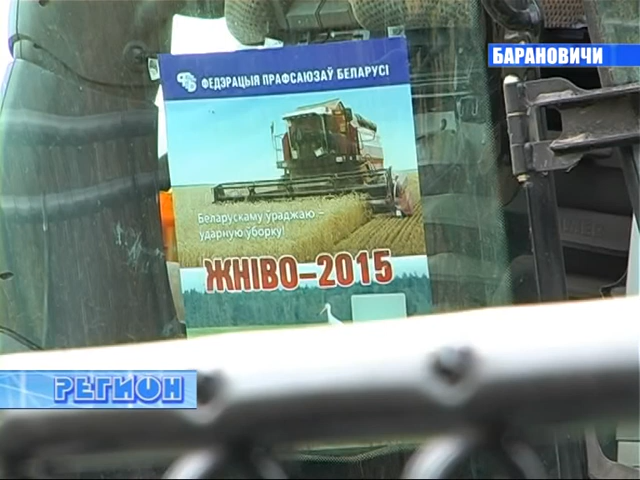 БАРАНОВИЧИ
ФЕДЭРАЦЫЯ ПРАФСАЮЗАЎ БЕЛАРУСІ
Беларускаму ўраджаю –
ударную ўборку!
ЖНІВО–2015
РЕГИОН